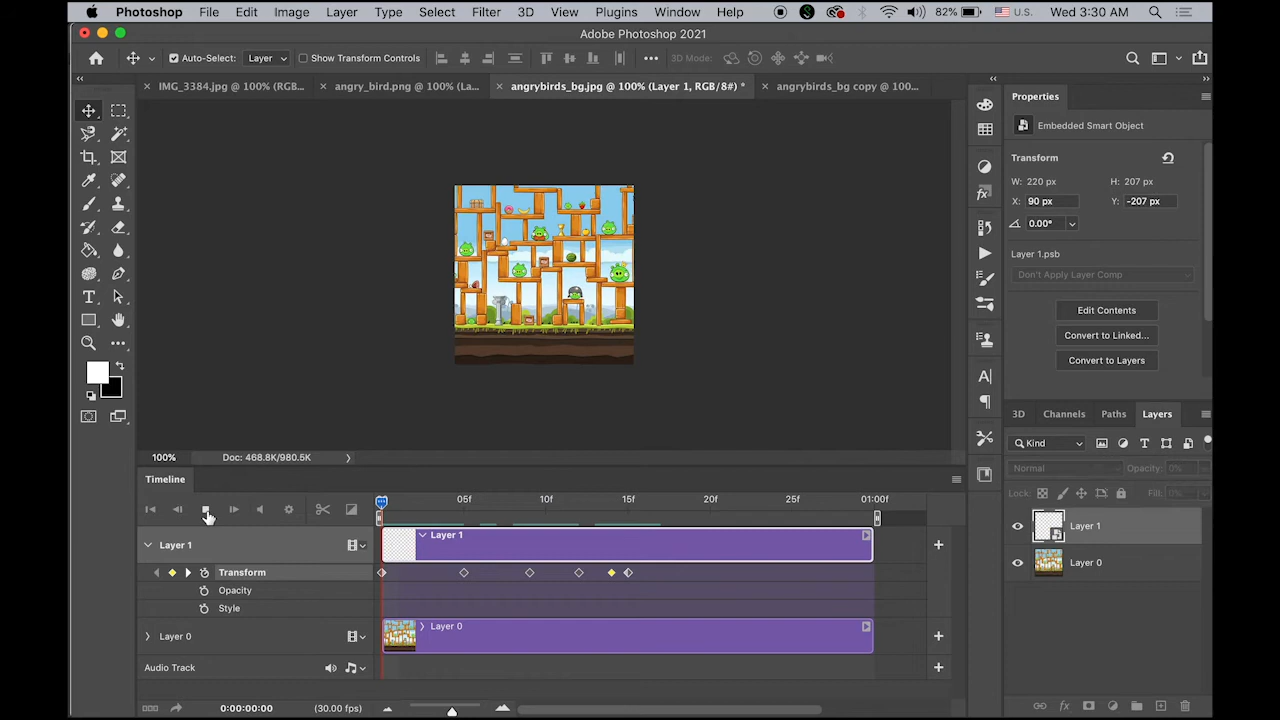 Photoshop File Edit Image Layer Type Select Filter 3D View Plugins Window Help 82% U.S. Wed 3:30 AM
Adobe Photoshop 2021
Auto-Select: Layer Show Transform Controls 3D Mode:
IMG_3384.jpg @ 100% (RGB... angry_bird.png @ 100% (La... angrybirds_bg.jpg @ 100% (Layer 1, RGB/8#) * angrybirds_bg copy @ 100...
Properties
Embedded Smart Object
Transform
W: 220 px H: 207 px
X: 90 px Y: -207 px
0.00°
Layer 1.psb
Don't Apply Layer Comp
Edit Contents
Convert to Linked...
Convert to Layers
3D Channels Paths Layers
Kind
Normal Opacity: 0%
Lock: Fill: 0%
Layer 1
Layer 0
100% Doc: 468.8K/980.5K
Timeline
05f 10f 15f 20f 25f 01:00f
Layer 1 Layer 1
Transform
Opacity
Style
Layer 0 Layer 0
Audio Track
0:00:00:00 (30.00 fps)